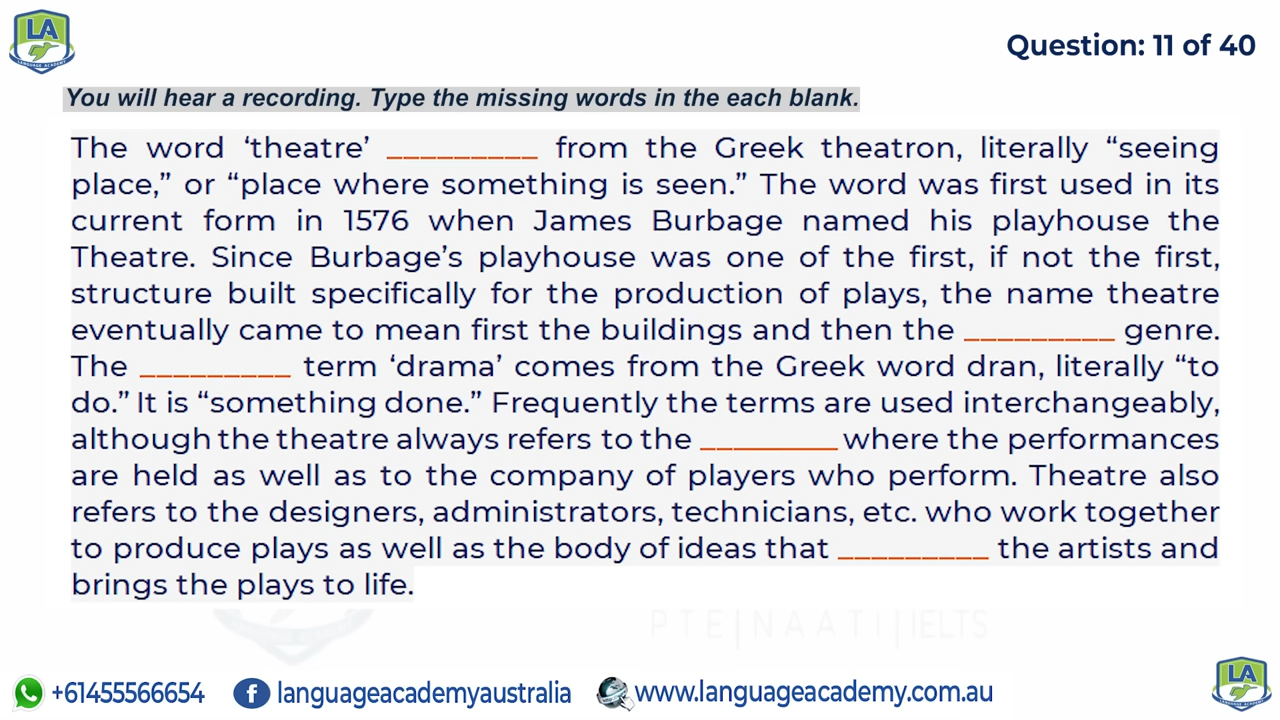 LA
LANGUAGE ACADEMY
Question: 11 of 40
You will hear a recording. Type the missing words in the each blank.
The word ‘theatre’ _________ from the Greek theatron, literally “seeing
place,” or “place where something is seen.” The word was first used in its
current form in 1576 when James Burbage named his playhouse the
Theatre. Since Burbage’s playhouse was one of the first, if not the first,
structure built specifically for the production of plays, the name theatre
eventually came to mean first the buildings and then the _________ genre.
The _________ term ‘drama’ comes from the Greek word dran, literally “to
do.” It is “something done.” Frequently the terms are used interchangeably,
although the theatre always refers to the _________ where the performances
are held as well as to the company of players who perform. Theatre also
refers to the designers, administrators, technicians, etc. who work together
to produce plays as well as the body of ideas that _________ the artists and
brings the plays to life.
PTE|NAATI|IELTS
+61455566654 languageacademyaustralia www.languageacademy.com.au
LA